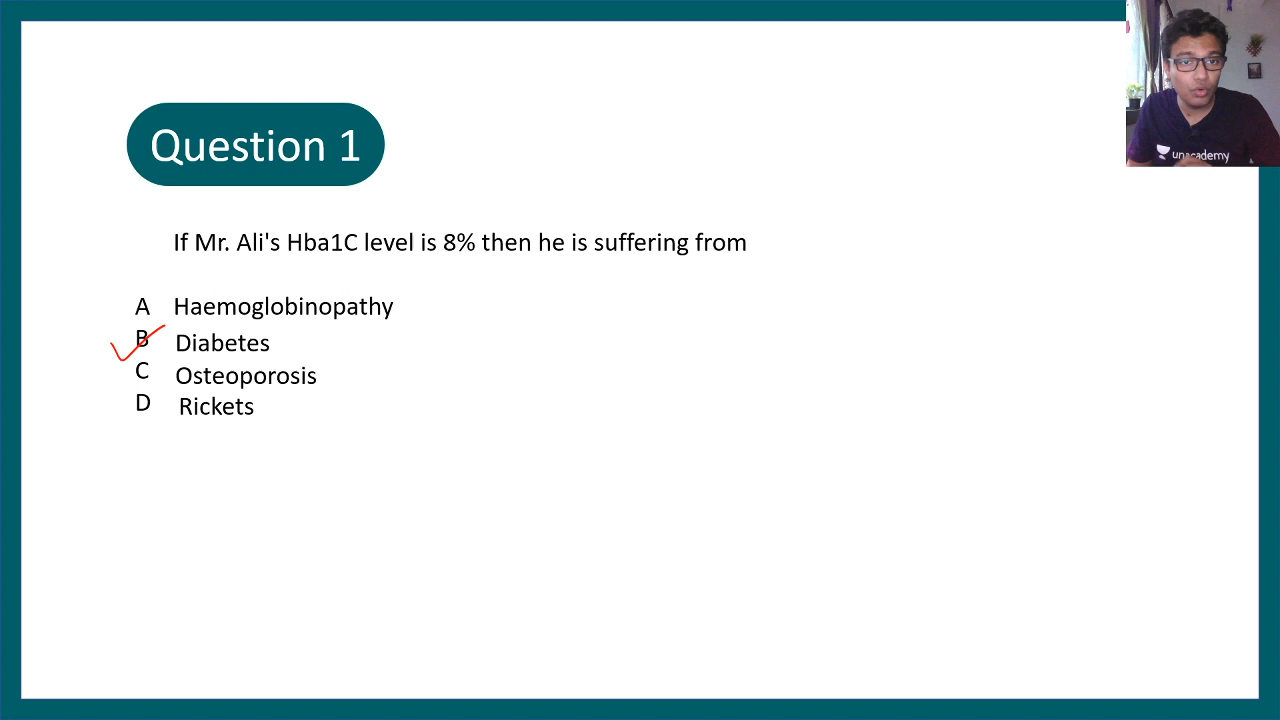 Question 1
If Mr. Ali's Hba1C level is 8% then he is suffering from
A Haemoglobinopathy
B Diabetes
C Osteoporosis
D Rickets
unacademy